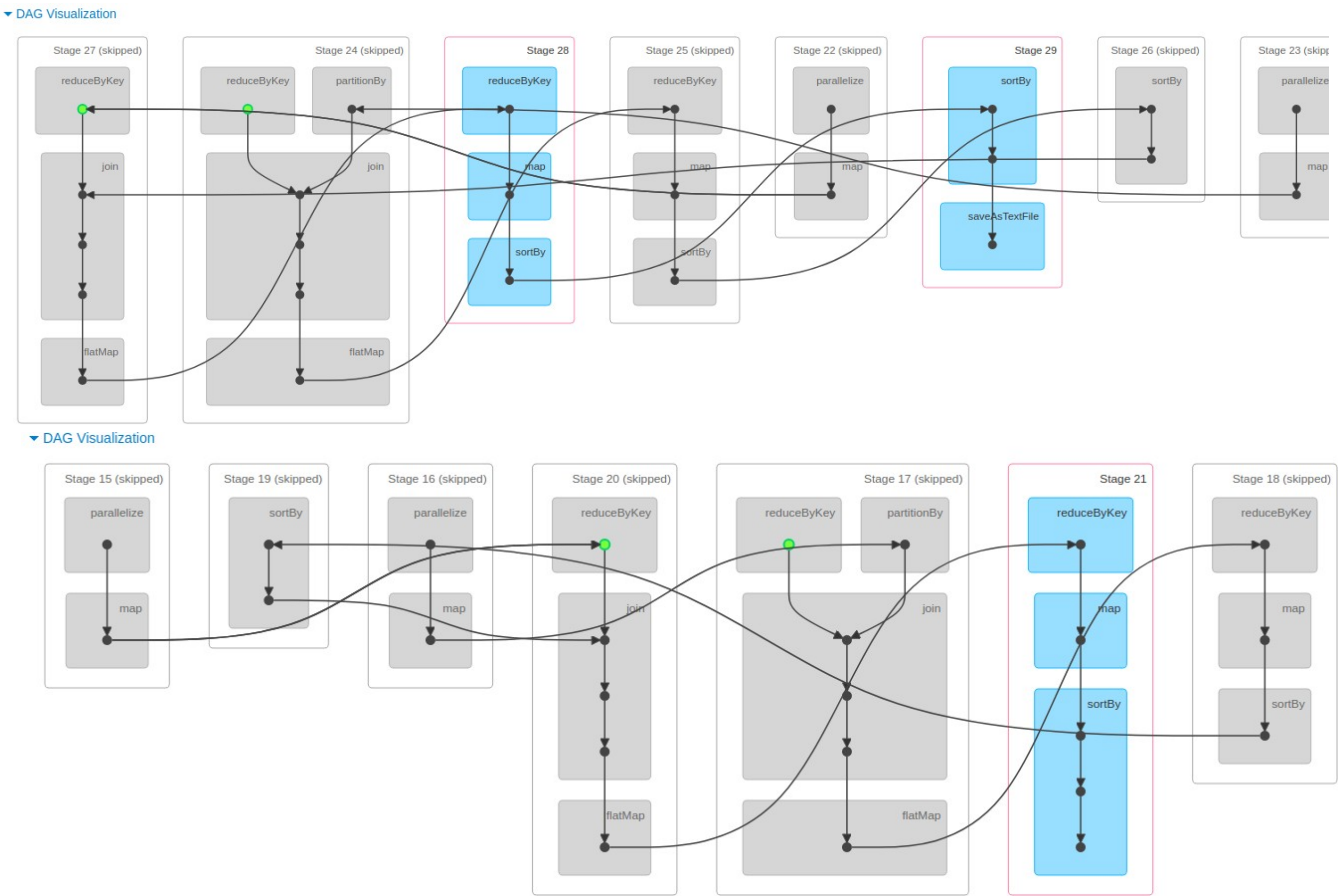 DAG Visualization
Stage 27 (skipped)
reduceByKey
join
flatMap
Stage 24 (skipped)
reduceByKey
partitionBy
join
flatMap
Stage 28
reduceByKey
map
sortBy
Stage 25 (skipped)
reduceByKey
map
sortBy
Stage 22 (skipped)
parallelize
map
Stage 29
sortBy
saveAsTextFile
Stage 26 (skipped)
sortBy
Stage 23 (skipp
parallelize
map
DAG Visualization
Stage 15 (skipped)
parallelize
map
Stage 19 (skipped)
sortBy
Stage 16 (skipped)
parallelize
map
Stage 20 (skipped)
reduceByKey
join
flatMap
Stage 17 (skipped)
reduceByKey
partitionBy
join
flatMap
Stage 21
reduceByKey
map
sortBy
Stage 18 (skipped)
reduceByKey
map
sortBy